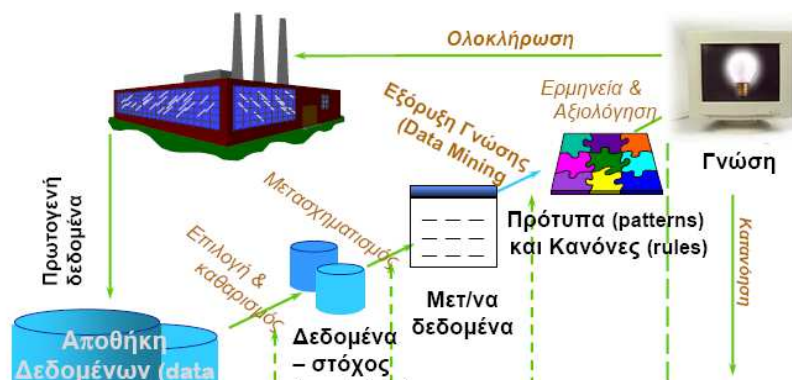 Ολοκλήρωση
Ερμηνεία &
Αξιολόγηση
Εξόρυξη Γνώσης
(Data Mining
Γνώση
Μετασχηματισμός
Πρότυπα (patterns)
και Κανόνες (rules)
Πρωτογενή
δεδομένα
Επιλογή &
καθαρισμός
Κατανόηση
Μετ/να
δεδομένα
Αποθήκη
Δεδομένων (data
Δεδομένα
– στόχος